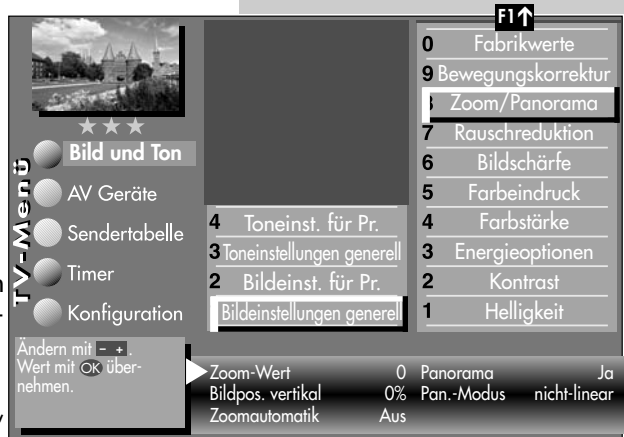 F1↑
0 Fabrikwerte
9 Bewegungskorrektur
Zoom/Panorama
7 Rauschreduktion
6 Bildschärfe
5 Farbeindruck
4 Farbstärke
3 Energieoptionen
2 Kontrast
1 Helligkeit
TV-Menü
Bild und Ton
AV Geräte
Sendertabelle
Timer
Konfiguration
4 Toneinst. für Pr.
3 Toneinstellungen generell
2 Bildeinst. für Pr.
Bildeinstellungen generell
Ändern mit - + .
Wert mit OK über-
nehmen.
Zoom-Wert 0 Panorama Ja
Bildpos. vertikal 0% Pan.-Modus nicht-linear
Zoomautomatik Aus